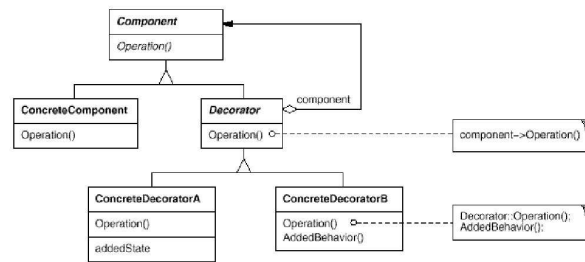 Component
Operation()
component
ConcreteComponent
Operation()
Decorator
Operation()
component->Operation()
ConcreteDecoratorA
Operation()
addedState
ConcreteDecoratorB
Operation()
AddedBehavior()
Decorator::Operation();
AddedBehavior();